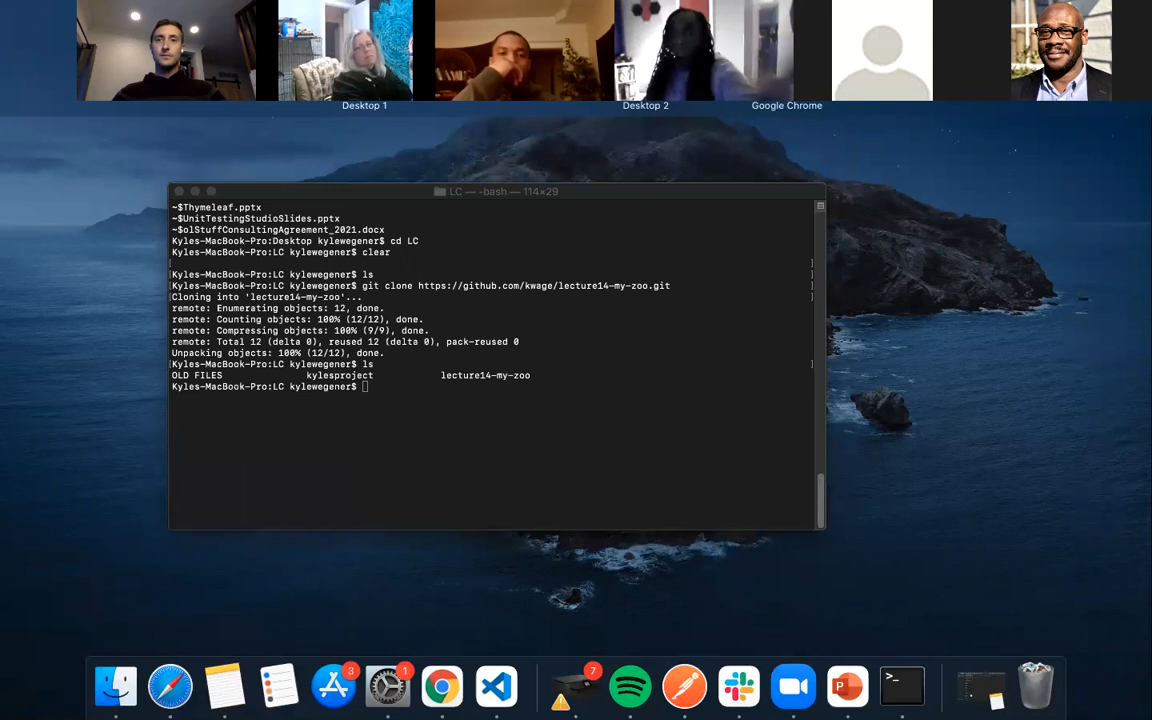 Desktop 1
Desktop 2
Google Chrome
LC — -bash — 114×29
~$Thymeleaf.pptx
~$UnitTestingStudioSlides.pptx
~$olStuffConsultingAgreement_2021.docx
Kyles-MacBook-Pro:Desktop kylewegener$ cd LC
Kyles-MacBook-Pro:LC kylewegener$ clear
[ ]
Kyles-MacBook-Pro:LC kylewegener$ ls ]
[Kyles-MacBook-Pro:LC kylewegener$ git clone https://github.com/kwage/lecture14-my-zoo.git ]
[Cloning into 'lecture14-my-zoo'... ]
remote: Enumerating objects: 12, done.
remote: Counting objects: 100% (12/12), done.
remote: Compressing objects: 100% (9/9), done.
remote: Total 12 (delta 0), reused 12 (delta 0), pack-reused 0
Unpacking objects: 100% (12/12), done.
[Kyles-MacBook-Pro:LC kylewegener$ ls ]
OLD FILES kylesproject lecture14-my-zoo
Kyles-MacBook-Pro:LC kylewegener$
3
1
7
P
>_